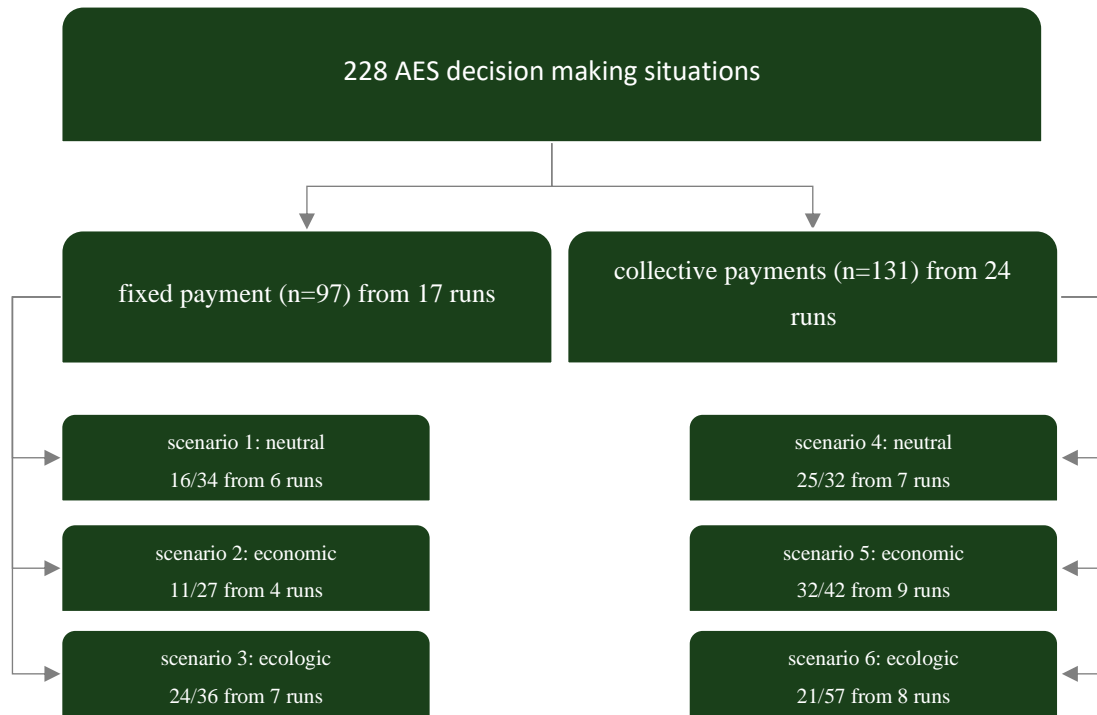 228 AES decision making situations
fixed payment (n=97) from 17 runs
collective payments (n=131) from 24
runs
scenario 1: neutral
16/34 from 6 runs
scenario 4: neutral
25/32 from 7 runs
scenario 2: economic
11/27 from 4 runs
scenario 5: economic
32/42 from 9 runs
scenario 3: ecologic
24/36 from 7 runs
scenario 6: ecologic
21/57 from 8 runs